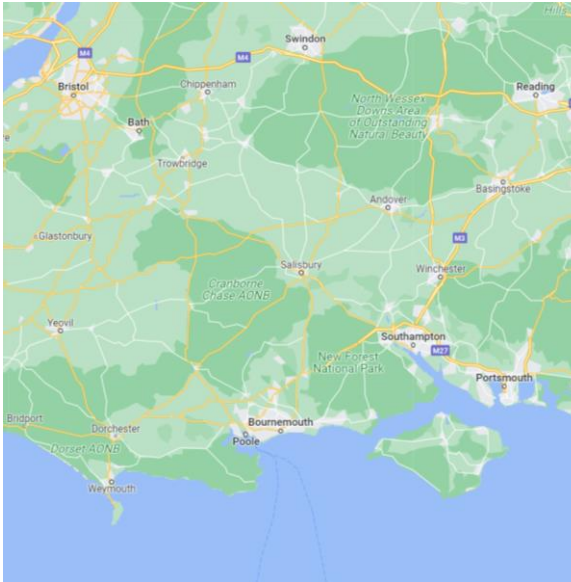 Hills
Swindon
M4
M4
Bristol
Chippenham
Reading
North Wessex
Downs Area
of Outstanding
Natural Beauty
Bath
Trowbridge
Basingstoke
Andover
Glastonbury
M3
Salisbury
Winchester
Cranborne
Chase AONB
Yeovil
Southampton
M27
New Forest
National Park
Portsmouth
Bridport
Dorchester
Bournemouth
Poole
Dorset AONB
Weymouth